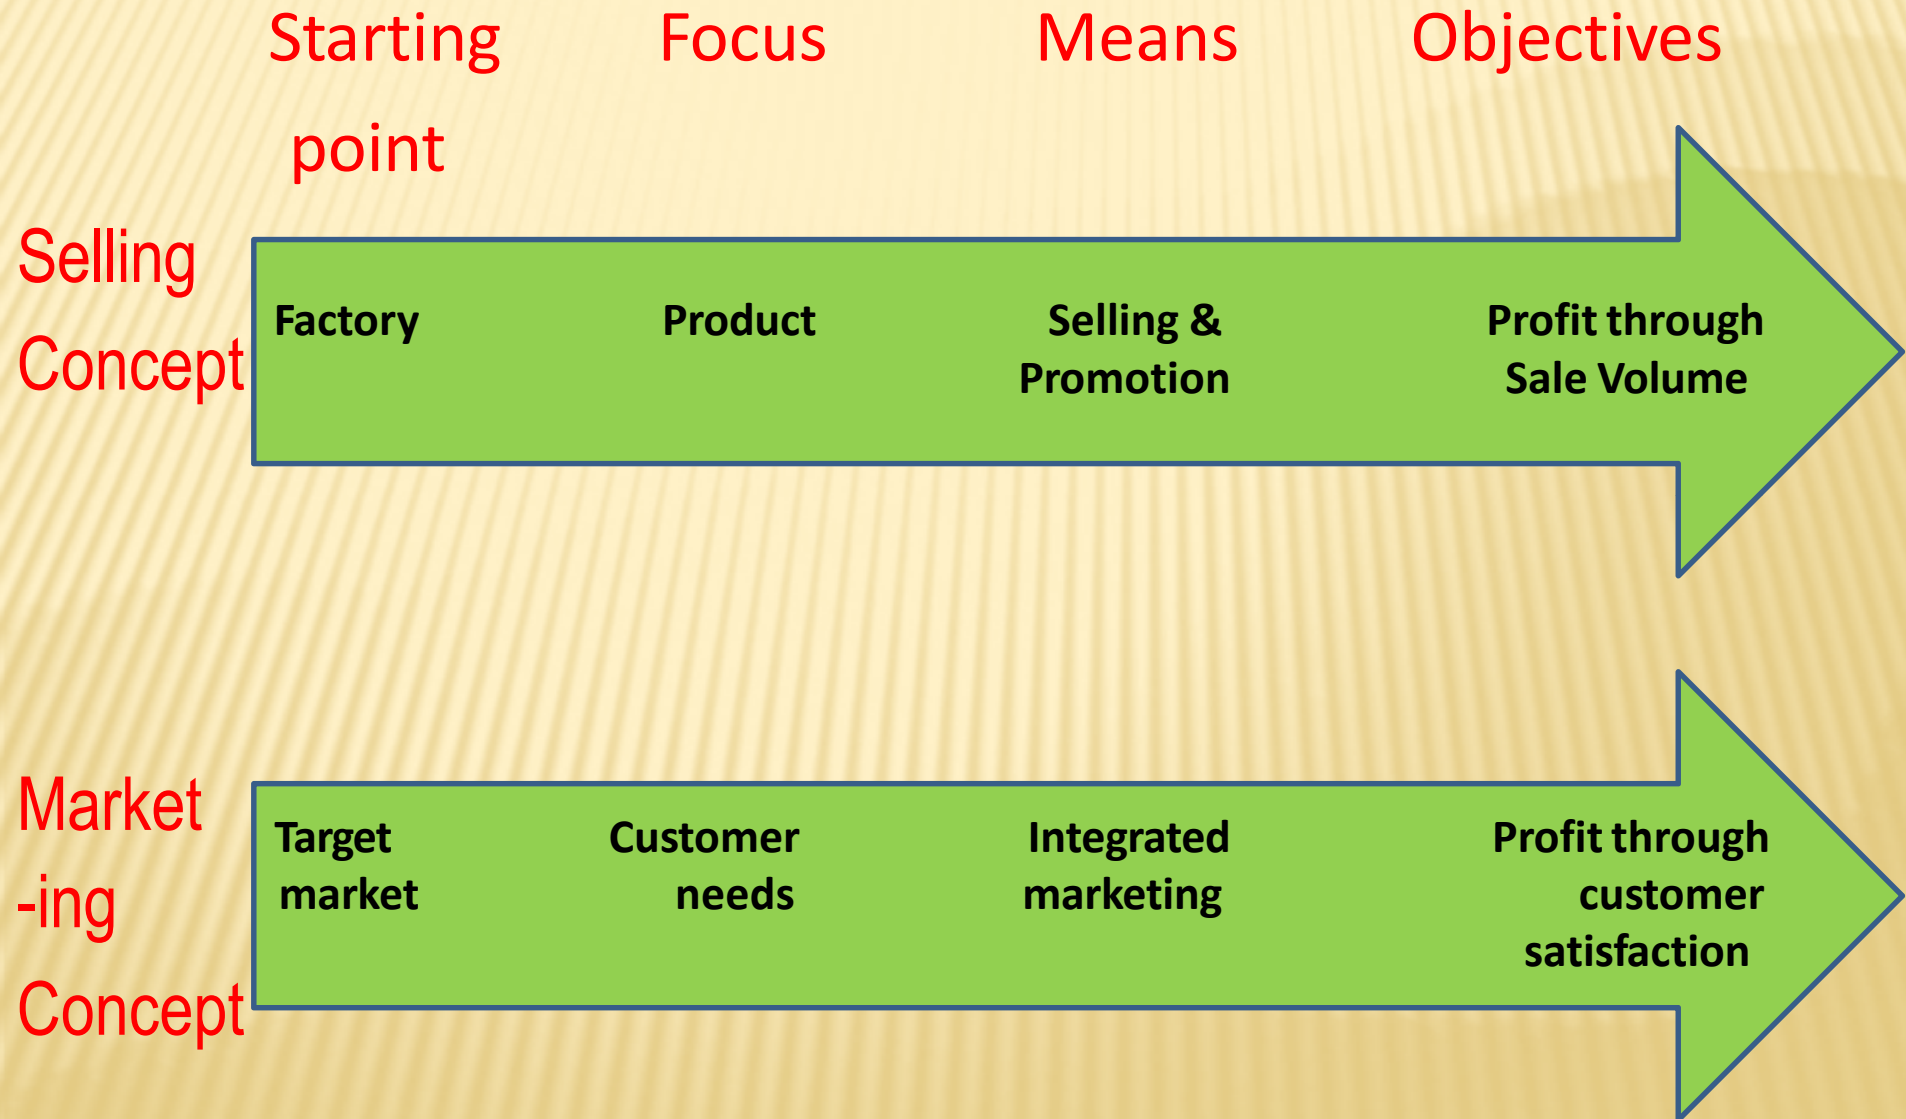 Starting Focus Means Objectives
point
Selling
Concept
Factory Product Selling & Profit through
Promotion Sale Volume
Market
-ing
Concept
Target Customer Integrated Profit through
market needs marketing customer
satisfaction